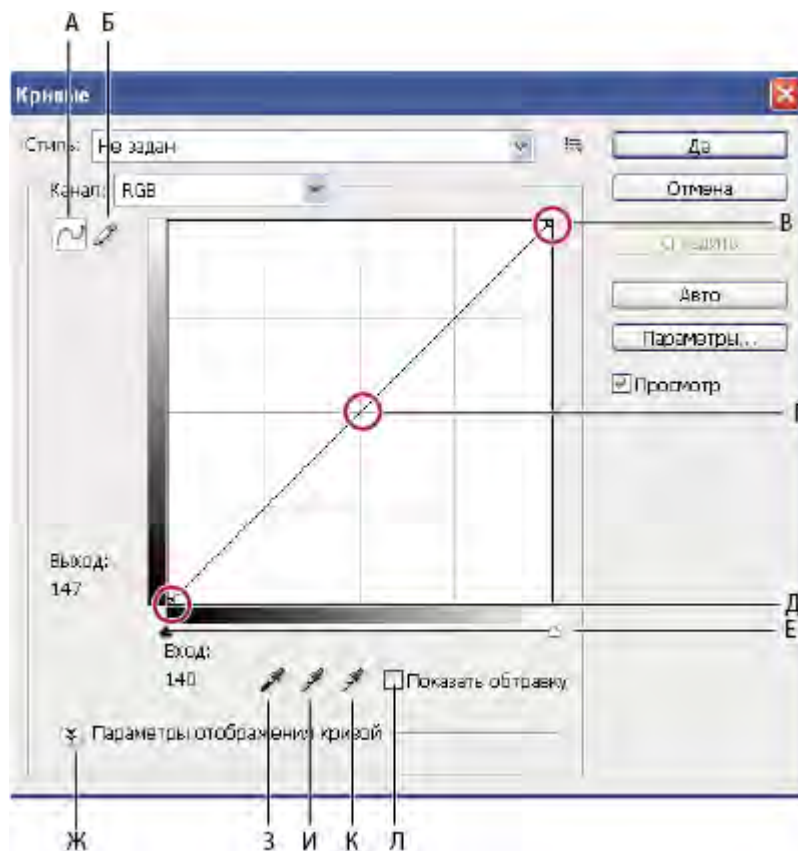 А Б
Кривые
Стиль: Не задан
Да
Канал: RGB
Отмена
В
Сгладить
Авто
Параметры...
Просмотр
Г
Выход:
147
Д
Е
Вход:
140
Показать обтравку
Параметры отображения кривой
Ж З И К Л